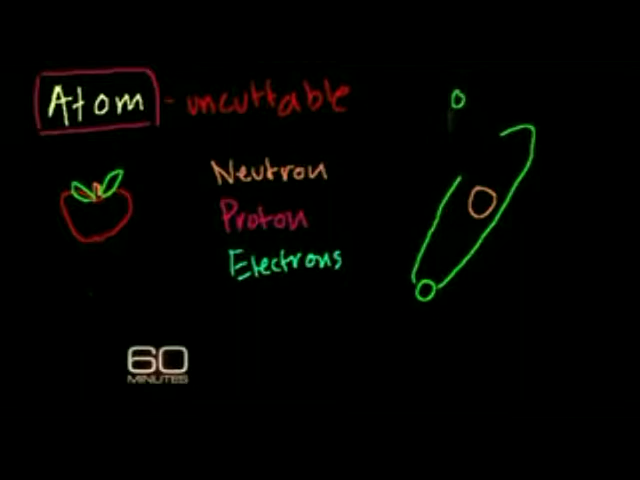 Atom - uncuttable
Neutron
Proton
Electrons
60
MINUTES